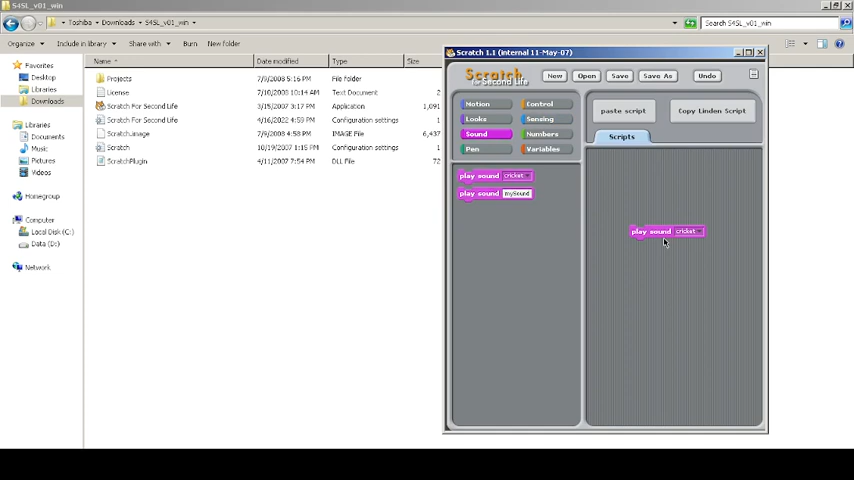 S4SL_v01_win
Toshiba ▸ Downloads ▸ S4SL_v01_win
Search S4SL_v01_win
Organize Include in library Share with Burn New folder
Name Date modified Type Size
Favorites
Desktop
Libraries
Downloads
Libraries
Documents
Music
Pictures
Videos
Homegroup
Computer
Local Disk (C:)
Data (D:)
Network
Projects 7/9/2008 5:16 PM File folder
License 7/10/2008 10:14 AM Text Document 2
Scratch For Second Life 3/15/2007 3:17 PM Application 1,091
Scratch For Second Life 4/16/2022 4:59 PM Configuration settings
Scratch.image 7/9/2008 4:58 PM IMAGE File 6,437
Scratch 10/19/2007 1:15 PM Configuration settings
ScratchPlugin 4/11/2007 7:54 PM DLL File 72
Scratch 1.1 (internal 11-May-07)
Scratch
for Second Life
New Open Save Save As Undo
Motion Control
Looks Sensing
Sound Numbers
Pen Variables
paste script Copy Linden Script
Scripts
play sound cricket
play sound mySound
play sound cricket